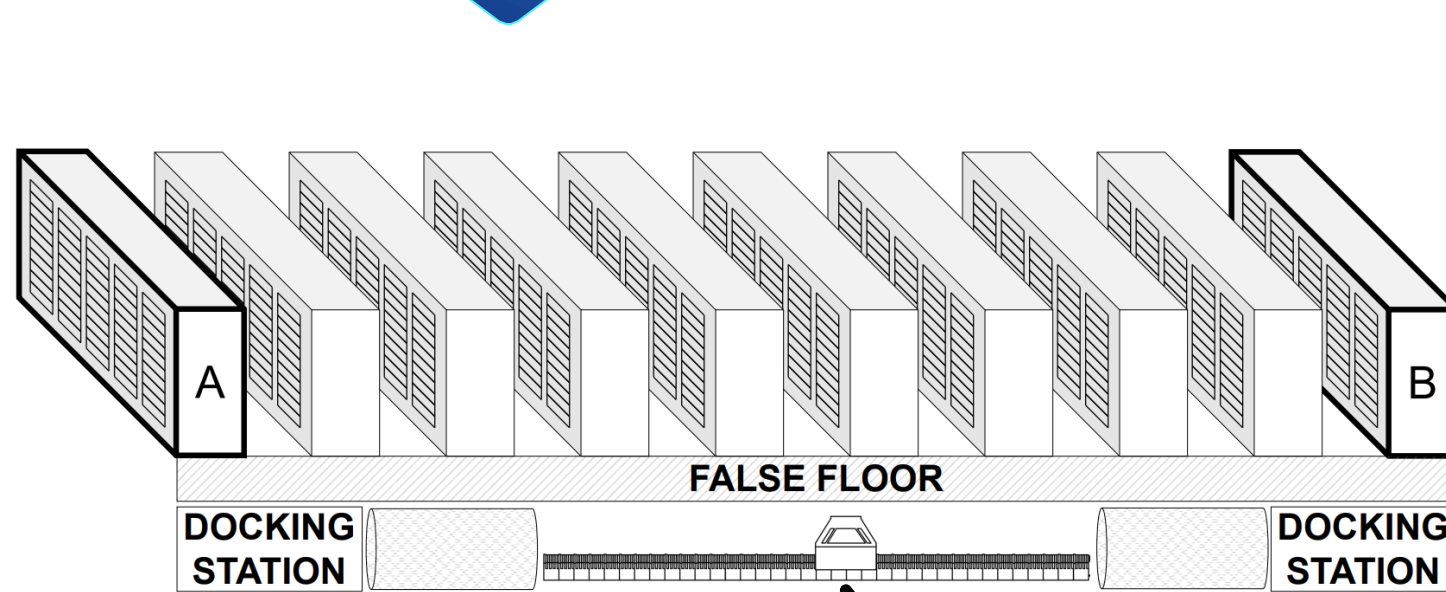 A
B
FALSE FLOOR
DOCKING
STATION
DOCKING
STATION